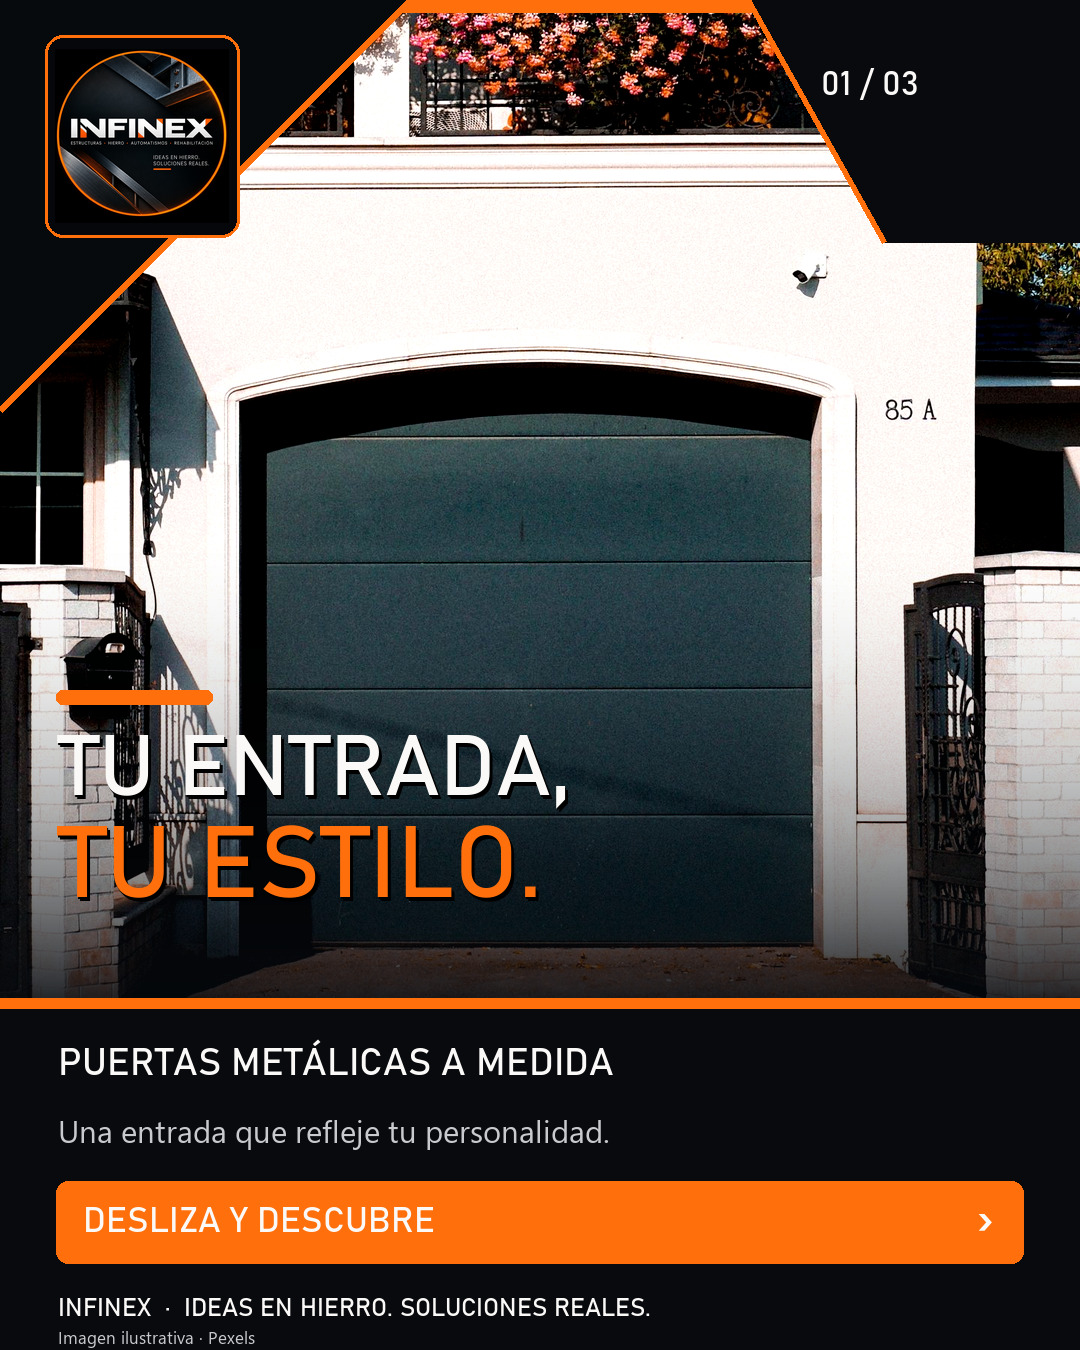 INFINEX
ESTRUCTURAS · HIERRO · AUTOMATISMOS · REHABILITACIÓN
IDEAS EN HIERRO.
SOLUCIONES REALES.
01 / 03
85 A
TU ENTRADA,
TU ESTILO.
PUERTAS METÁLICAS A MEDIDA
Una entrada que refleje tu personalidad.
DESLIZA Y DESCUBRE ›
INFINEX · IDEAS EN HIERRO. SOLUCIONES REALES.
Imagen ilustrativa · Pexels